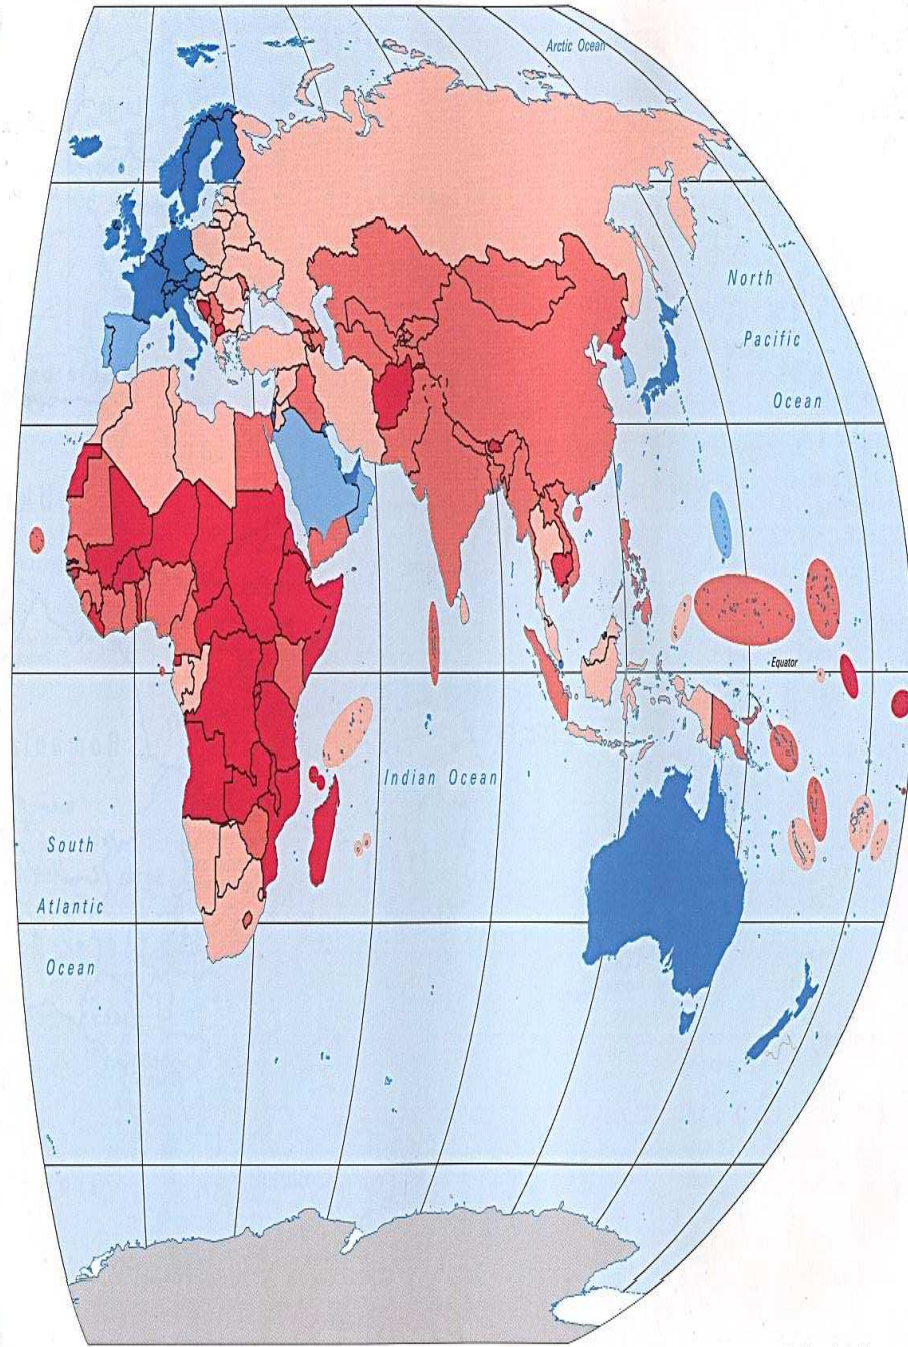 Arctic Ocean
North
Pacific
Ocean
Equator
Indian Ocean
South
Atlantic
Ocean